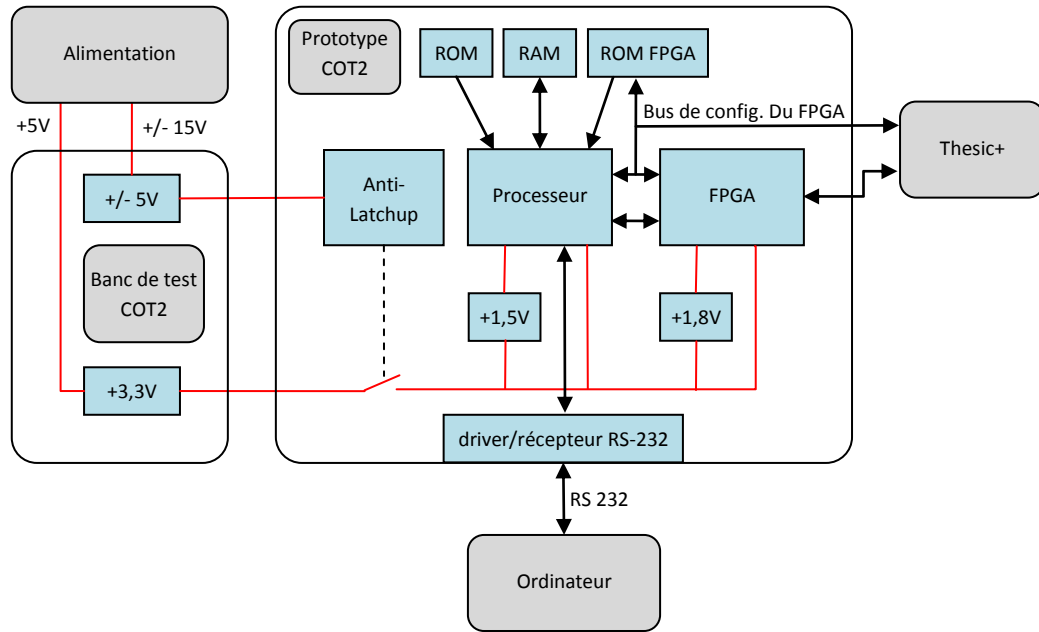 Alimentation
Prototype
COT2
ROM
RAM
ROM FPGA
+5V
+/- 15V
Bus de config. Du FPGA
Thesic+
+/- 5V
Anti-
Latchup
Processeur
FPGA
Banc de test
COT2
+1,5V
+1,8V
+3,3V
driver/récepteur RS-232
RS 232
Ordinateur